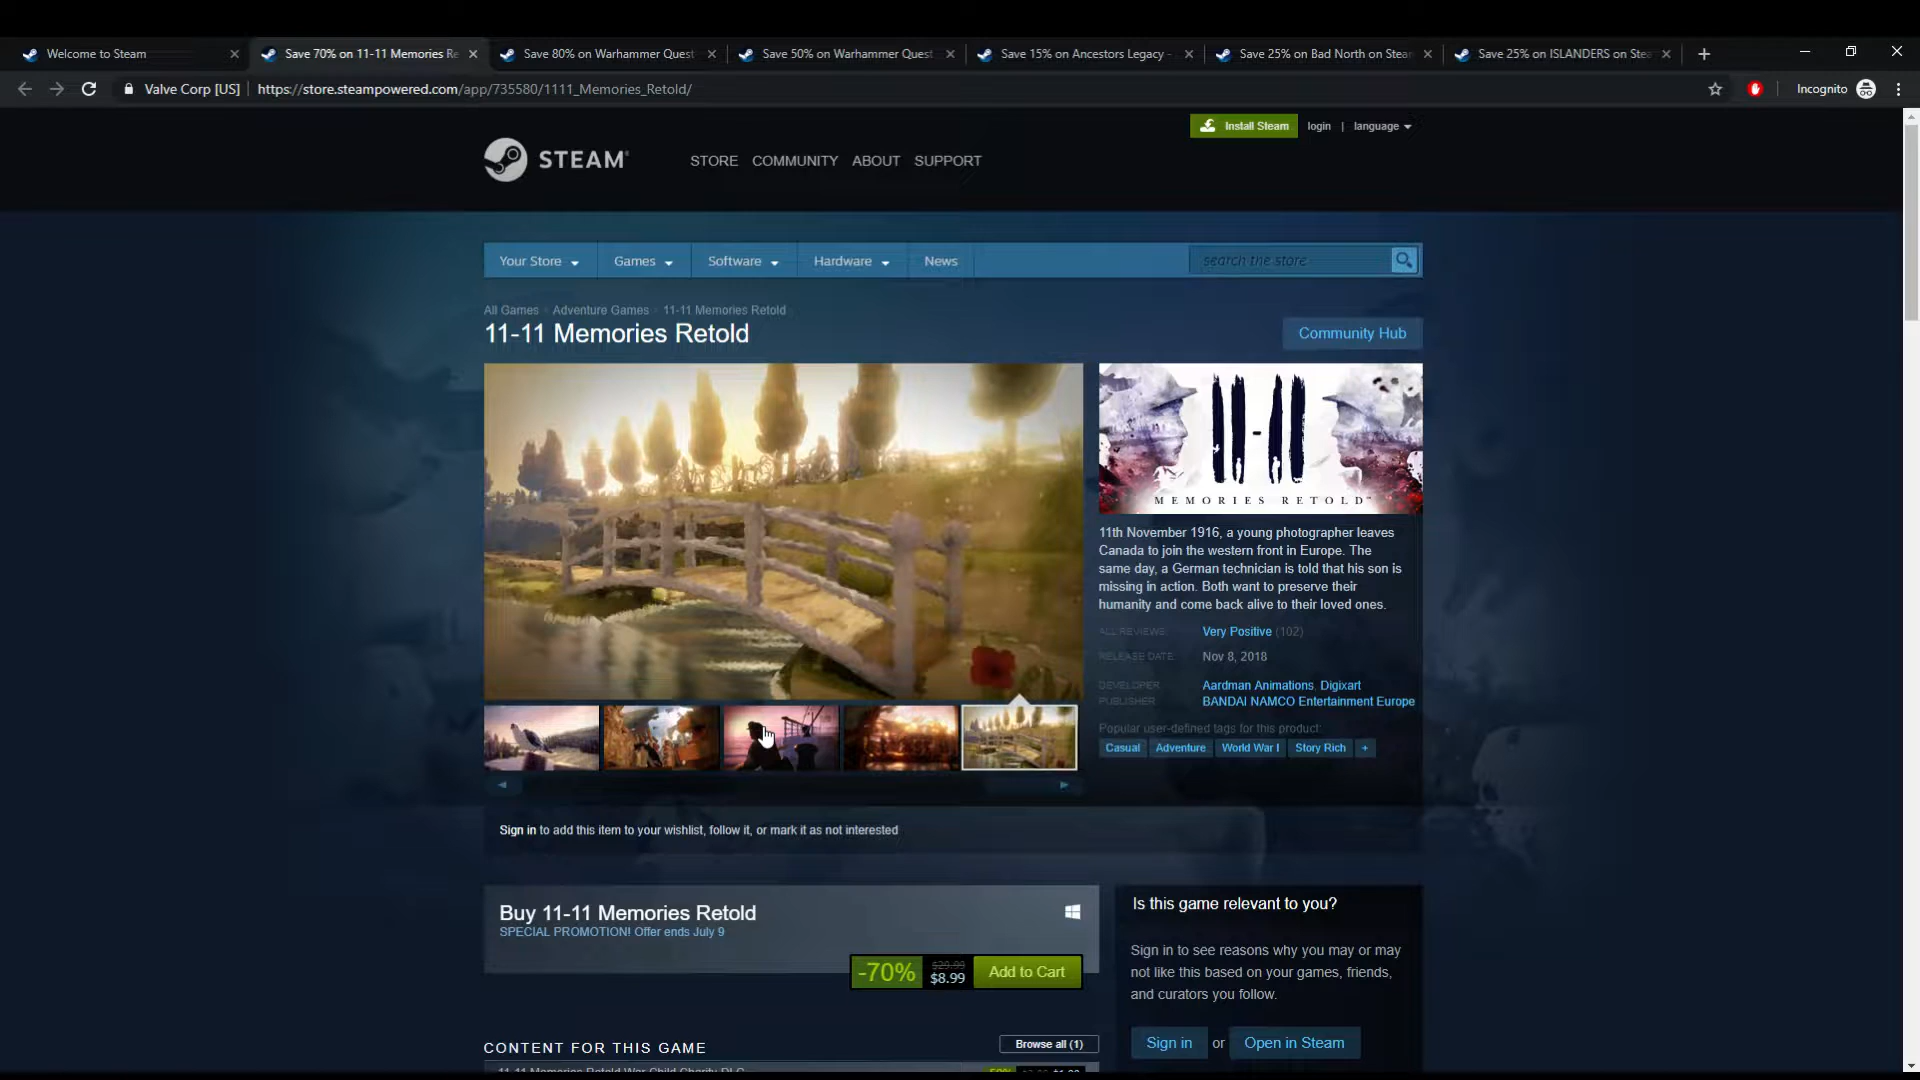 Welcome to Steam
Save 70% on 11-11 Memories Re
Save 80% on Warhammer Quest
Save 50% on Warhammer Quest
Save 15% on Ancestors Legacy -
Save 25% on Bad North on Steam
Save 25% on ISLANDERS on Stea
Valve Corp [US]
https://store.steampowered.com/app/735580/1111_Memories_Retold/
Incognito
Install Steam
login
|
language
STEAM
STORE
COMMUNITY
ABOUT
SUPPORT
Your Store
Games
Software
Hardware
News
search the store
All Games
Adventure Games
11-11 Memories Retold
11-11 Memories Retold
Community Hub
11-11
MEMORIES RETOLD
11th November 1916, a young photographer leaves
Canada to join the western front in Europe. The
same day, a German technician is told that his son is
missing in action. Both want to preserve their
humanity and come back alive to their loved ones.
ALL REVIEWS:
Very Positive (102)
RELEASE DATE:
Nov 8, 2018
DEVELOPER:
Aardman Animations, Digixart
PUBLISHER:
BANDAI NAMCO Entertainment Europe
Popular user-defined tags for this product:
Casual
Adventure
World War I
Story Rich
+
Sign in to add this item to your wishlist, follow it, or mark it as not interested
Buy 11-11 Memories Retold
SPECIAL PROMOTION! Offer ends July 9
-70%
$29.99
$8.99
Add to Cart
Is this game relevant to you?
Sign in to see reasons why you may or may
not like this based on your games, friends,
and curators you follow.
Sign in
or
Open in Steam
CONTENT FOR THIS GAME
Browse all (1)
11-11 Memories Retold War Child Charity DLC